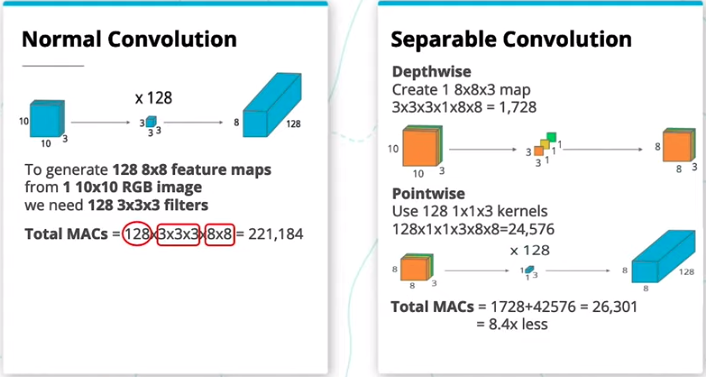 Normal Convolution
x 128
10
10
3
3
3
3
8
128
To generate 128 8x8 feature maps
from 1 10x10 RGB image
we need 128 3x3x3 filters
Total MACs = 128x3x3x3x8x8 = 221,184
Separable Convolution
Depthwise
Create 1 8x8x3 map
3x3x3x1x8x8 = 1,728
10
10
3
3
3
1
1
1
8
8
3
Pointwise
Use 128 1x1x3 kernels
128x1x1x3x8x8=24,576
x 128
8
8
3
1
1
3
8
8
128
Total MACs = 1728+42576 = 26,301
= 8.4x less